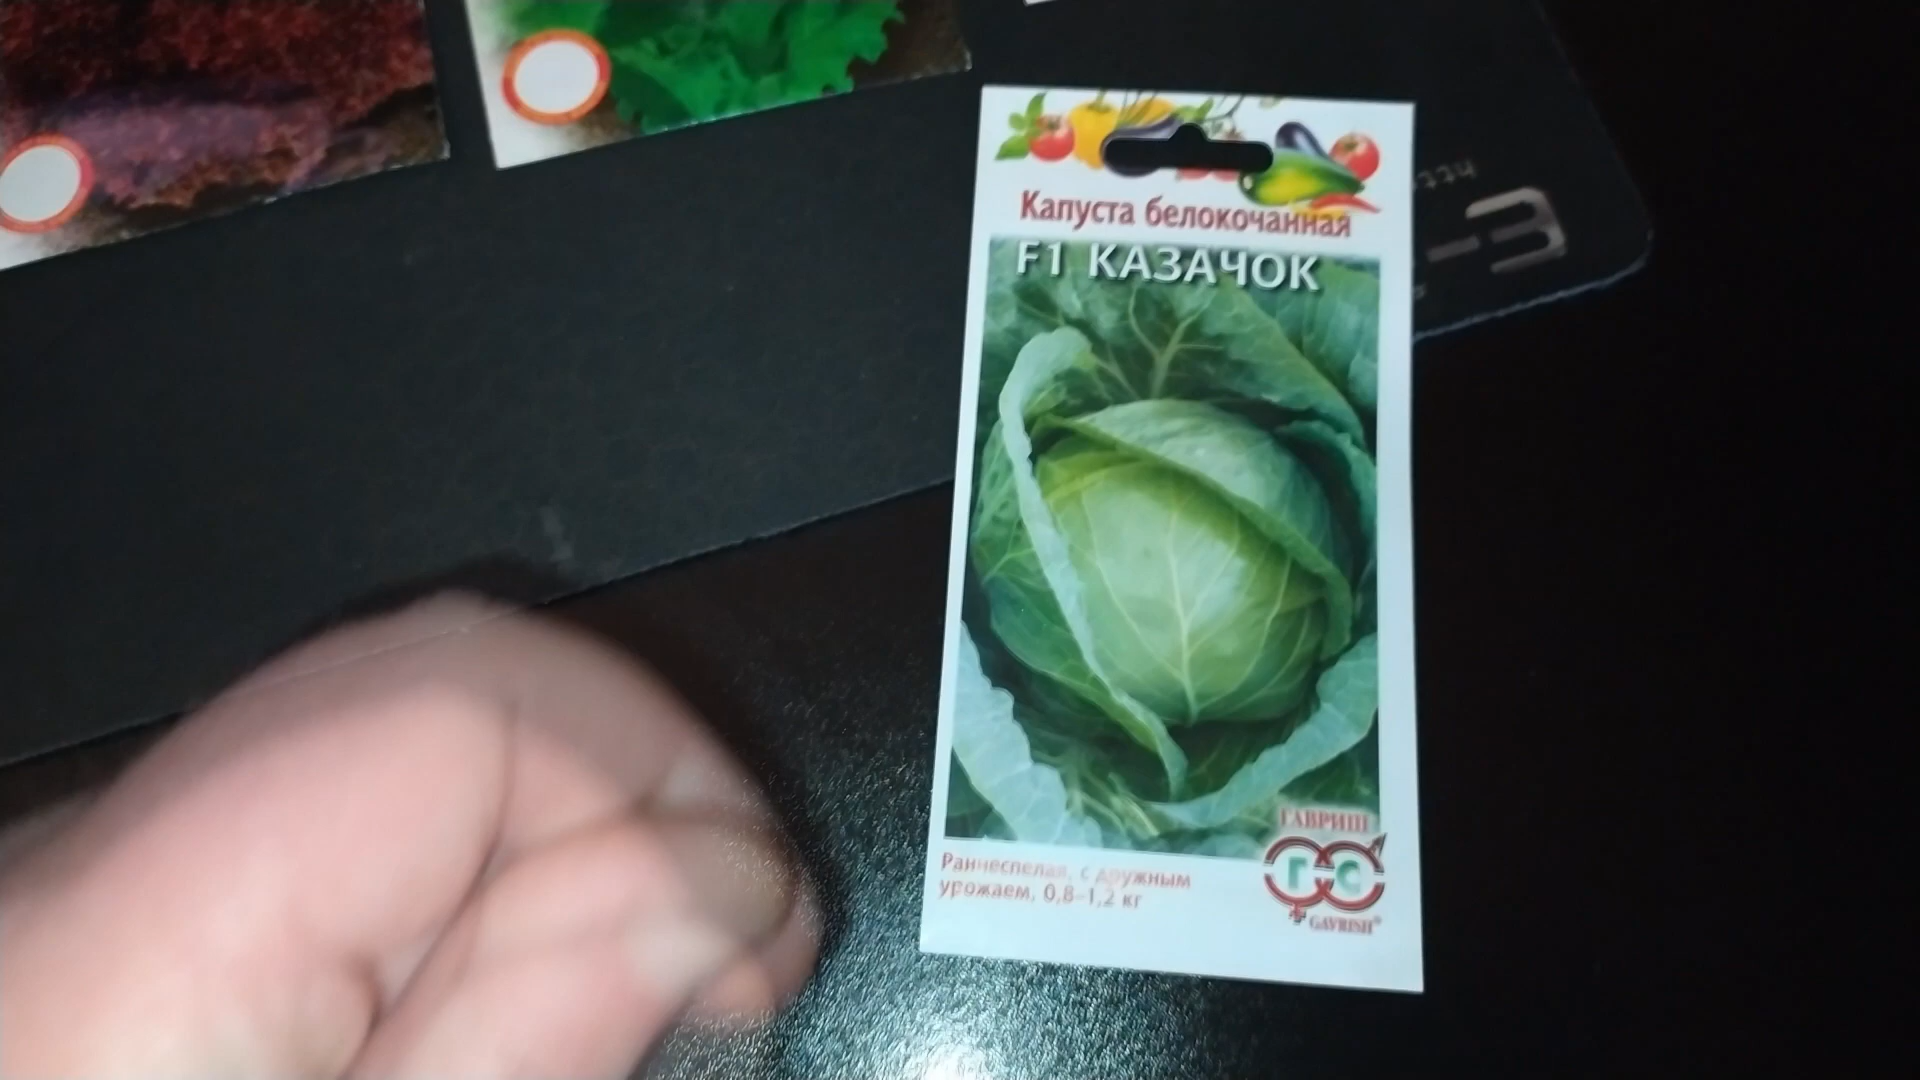 Капуста белокочанная
F1 КАЗАЧОК
ГАВРИШ
Г С
GAVRISH®
Раннеспелая, с дружным
урожаем, 0,8-1,2 кг